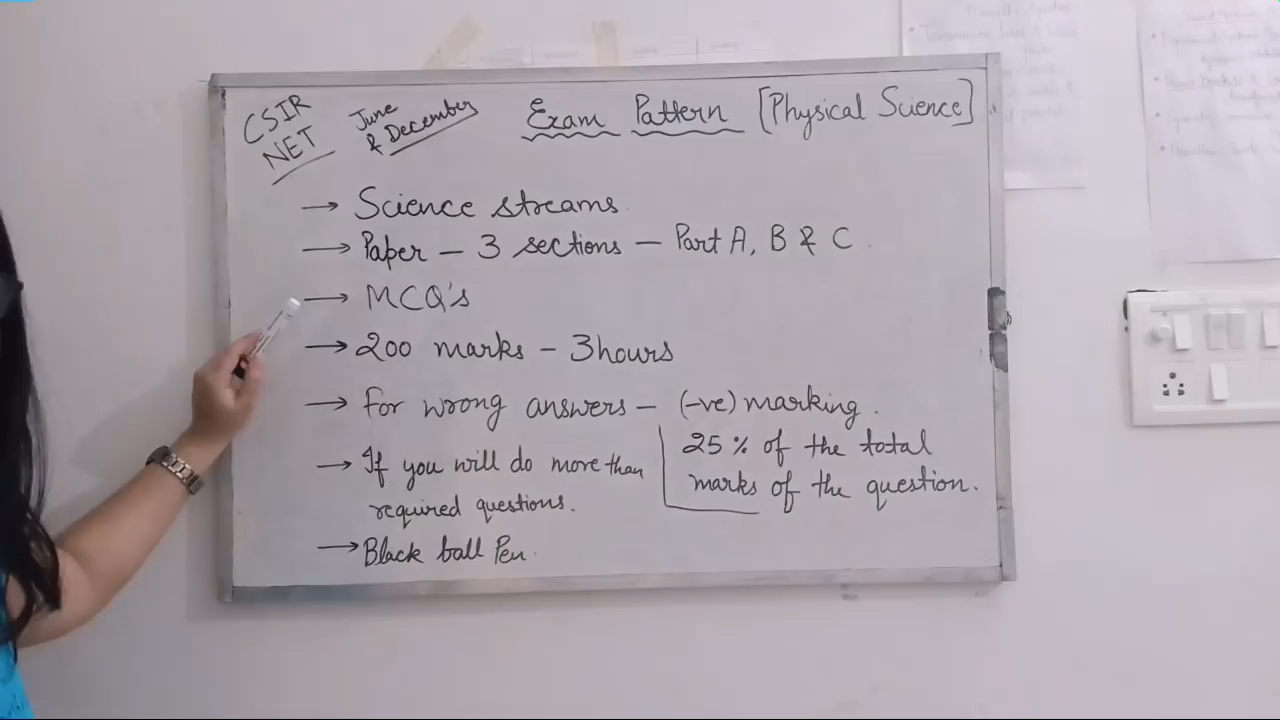 CSIR
NET
June
& December
Exam Pattern [Physical Science]
→ Science streams.
→ Paper – 3 sections – Part A, B & C.
→ MCQ's
→ 200 marks – 3 hours
→ For wrong answers – (-ve) marking.
25 % of the total
marks of the question.
→ If you will do more than
required questions.
→ Black ball Pen.